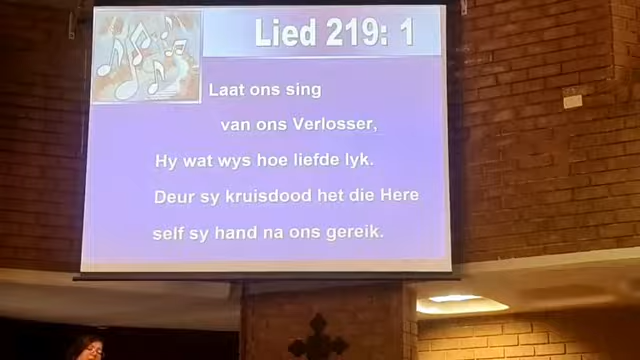 Lied 219: 1
Laat ons sing
van ons Verlosser,
Hy wat wys hoe liefde lyk.
Deur sy kruisdood het die Here
self sy hand na ons gereik.